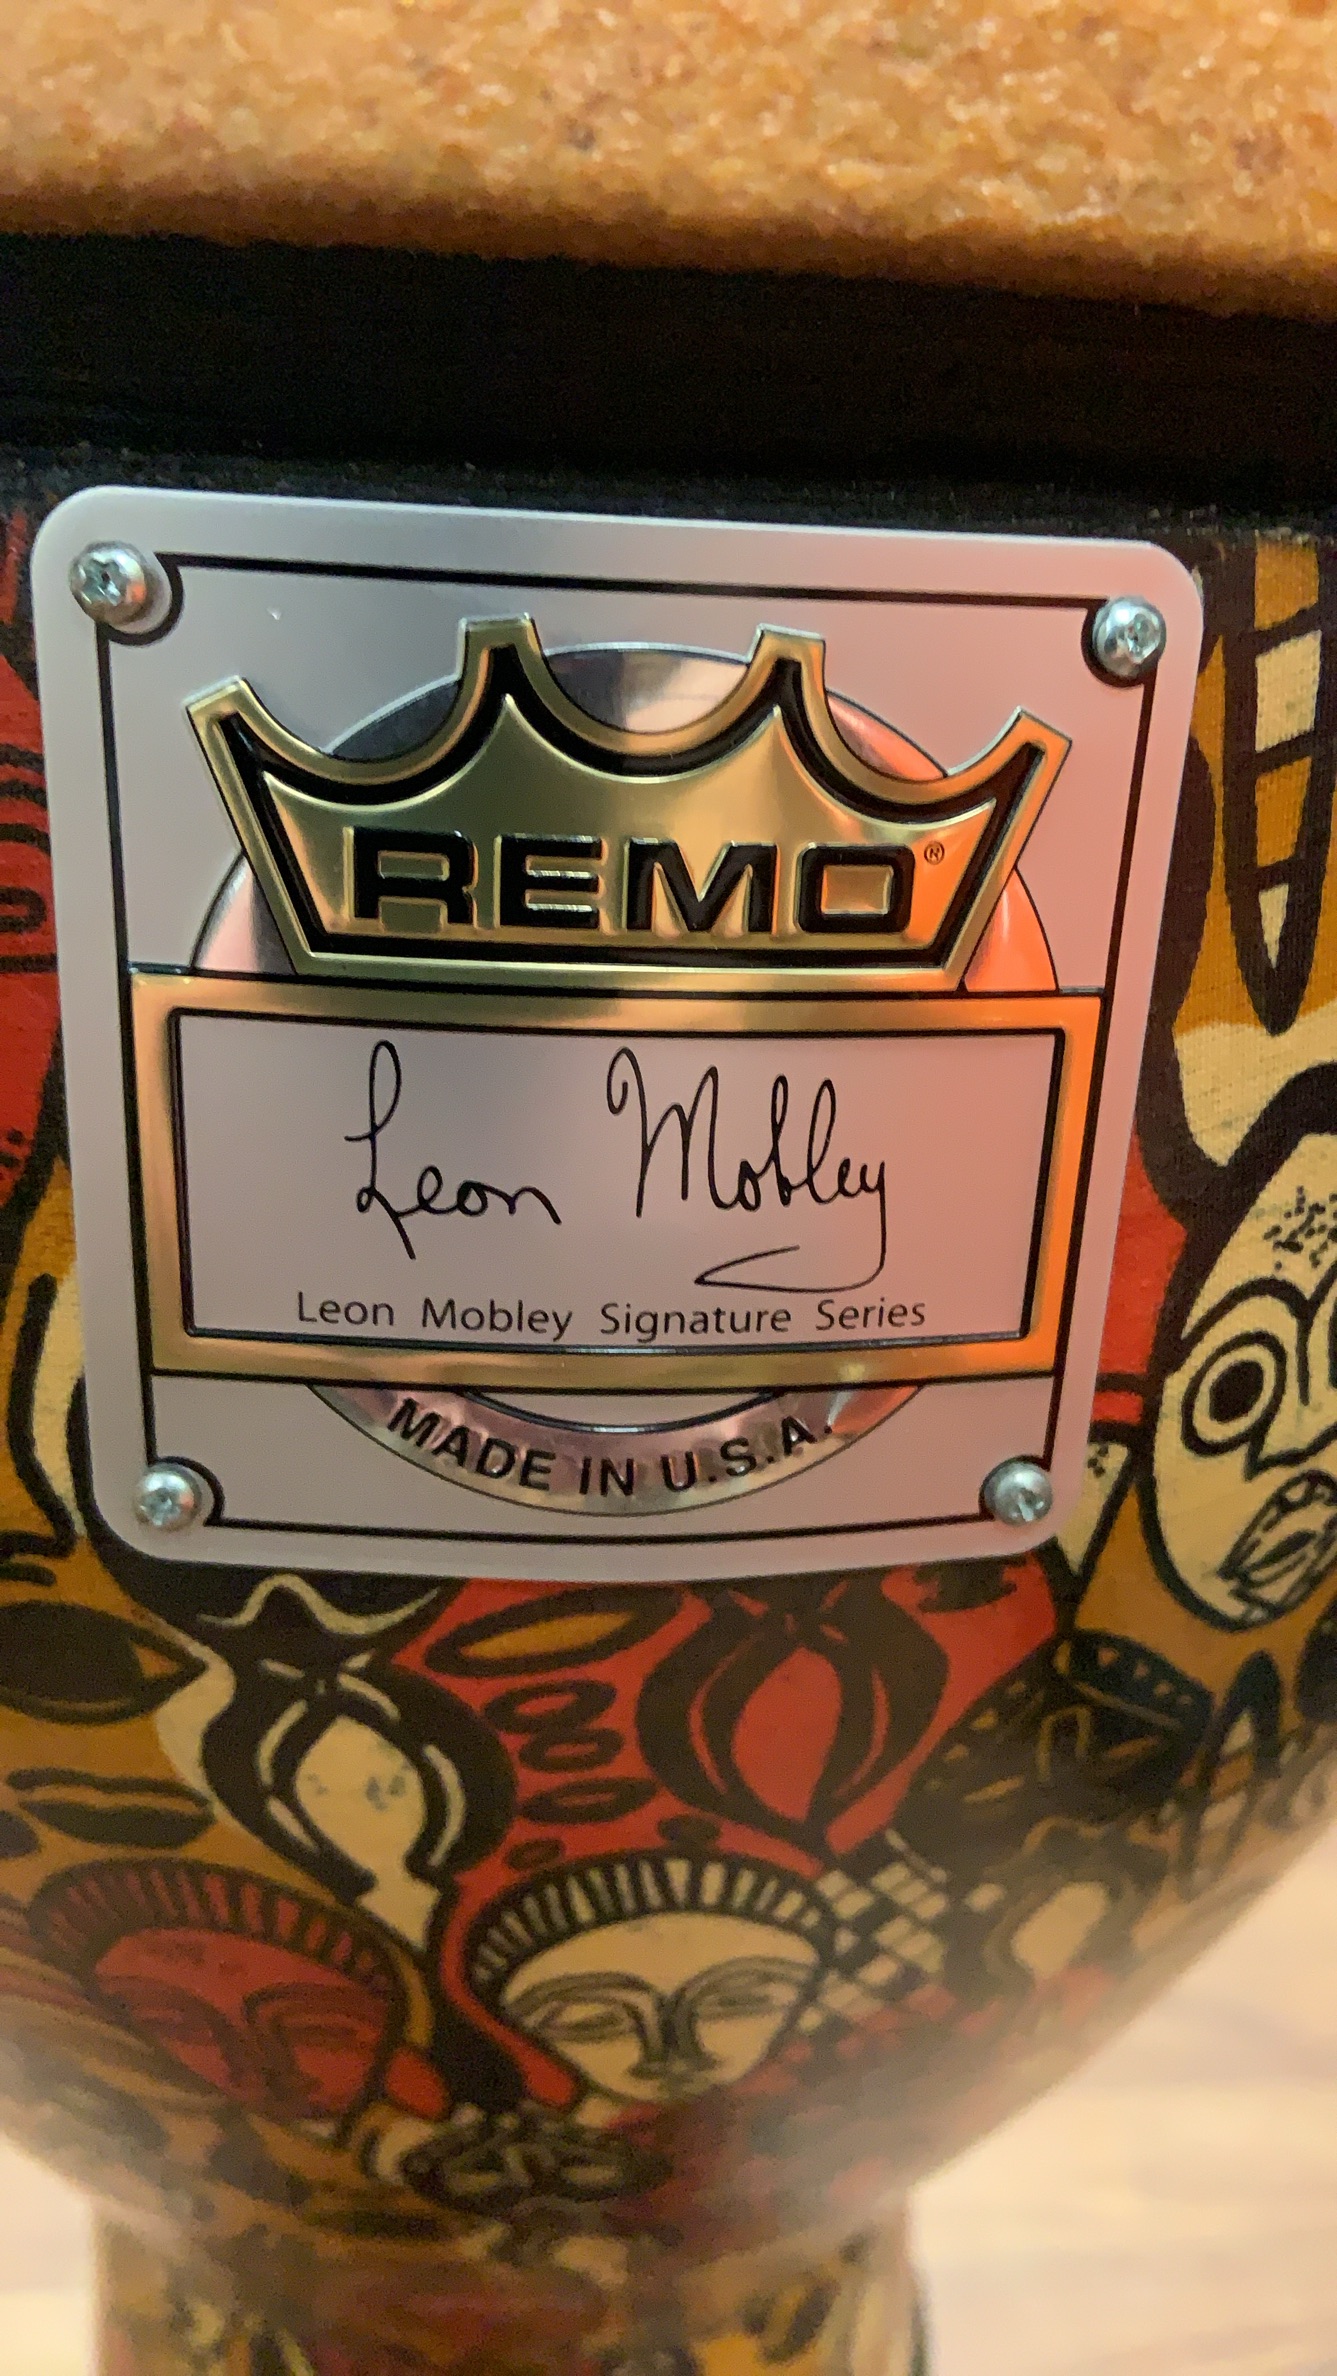 REMO®
Leon Mobley
Leon Mobley Signature Series
MADE IN U.S.A.